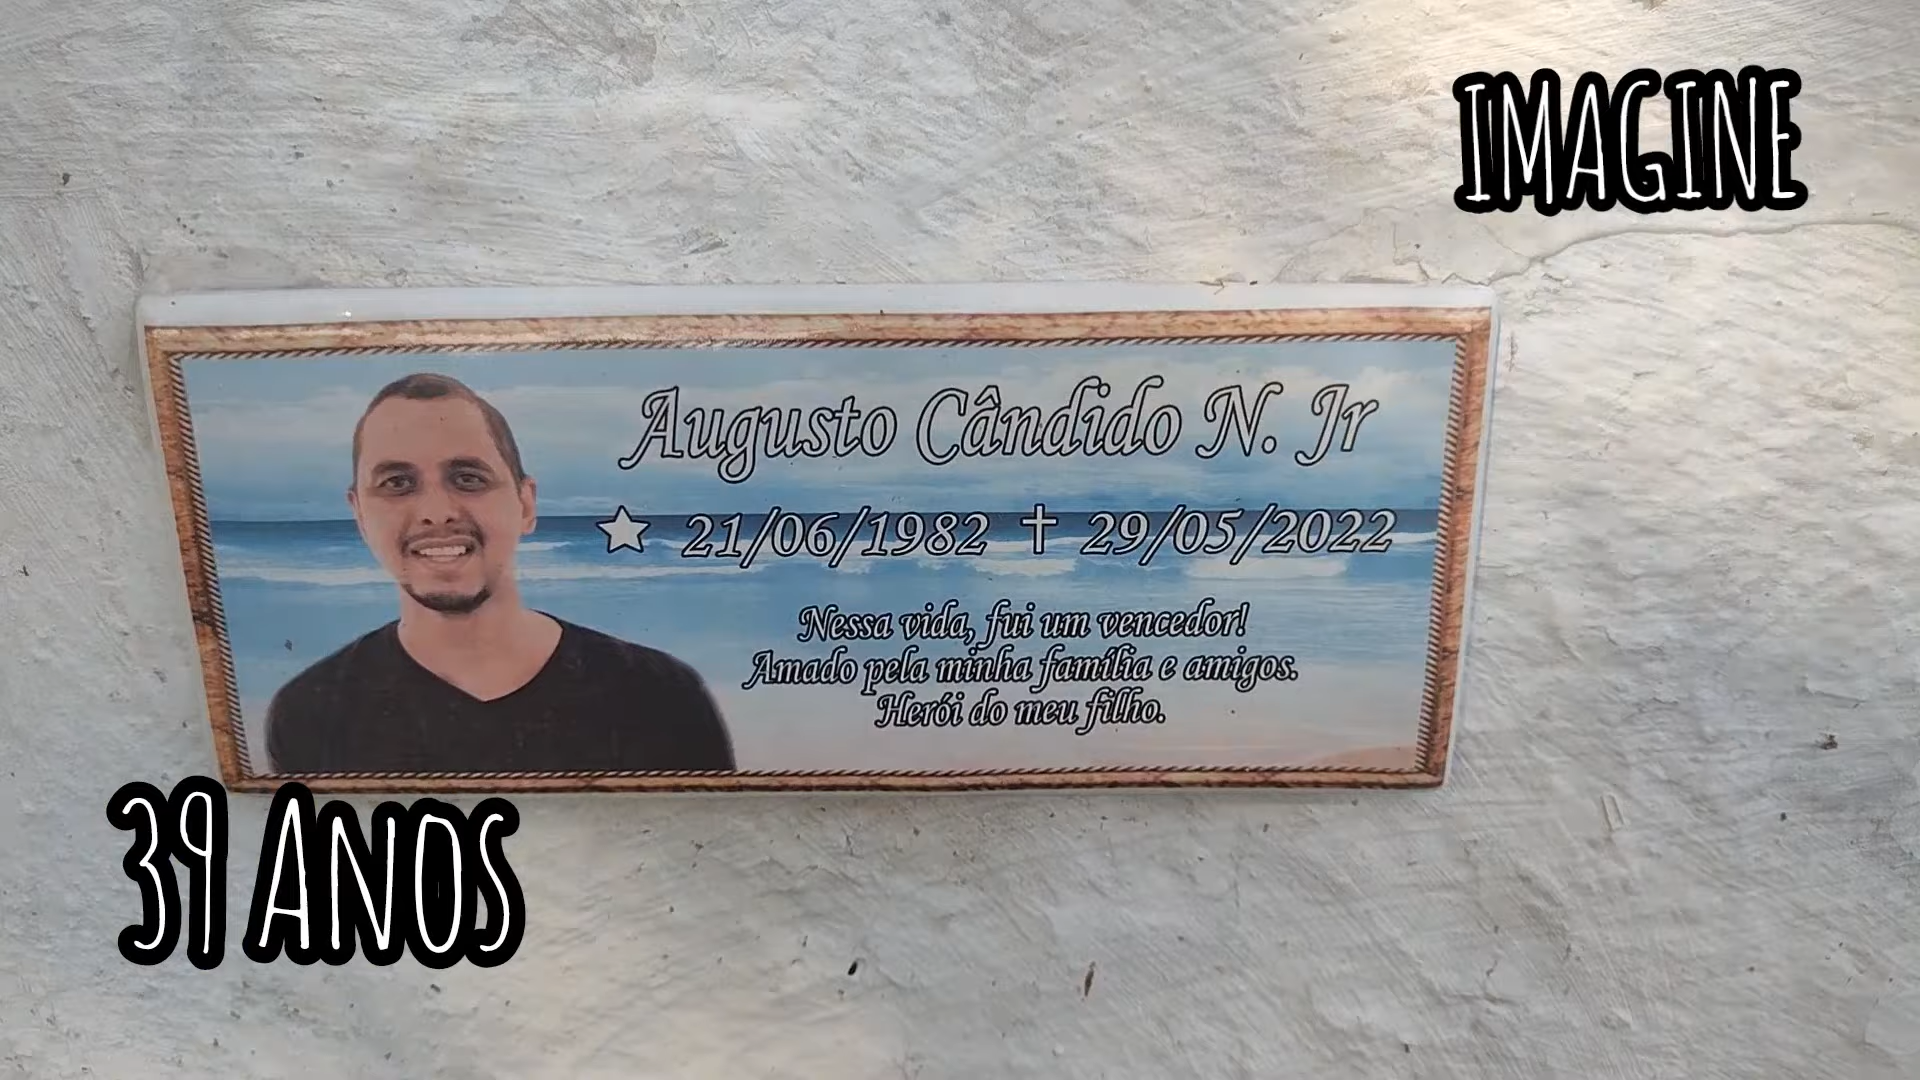 IMAGINE
Augusto Cândido N. Jr
21/06/1982 29/05/2022
Nessa vida, fui um vencedor!
Amado pela minha família e amigos.
Herói do meu filho.
39 ANOS